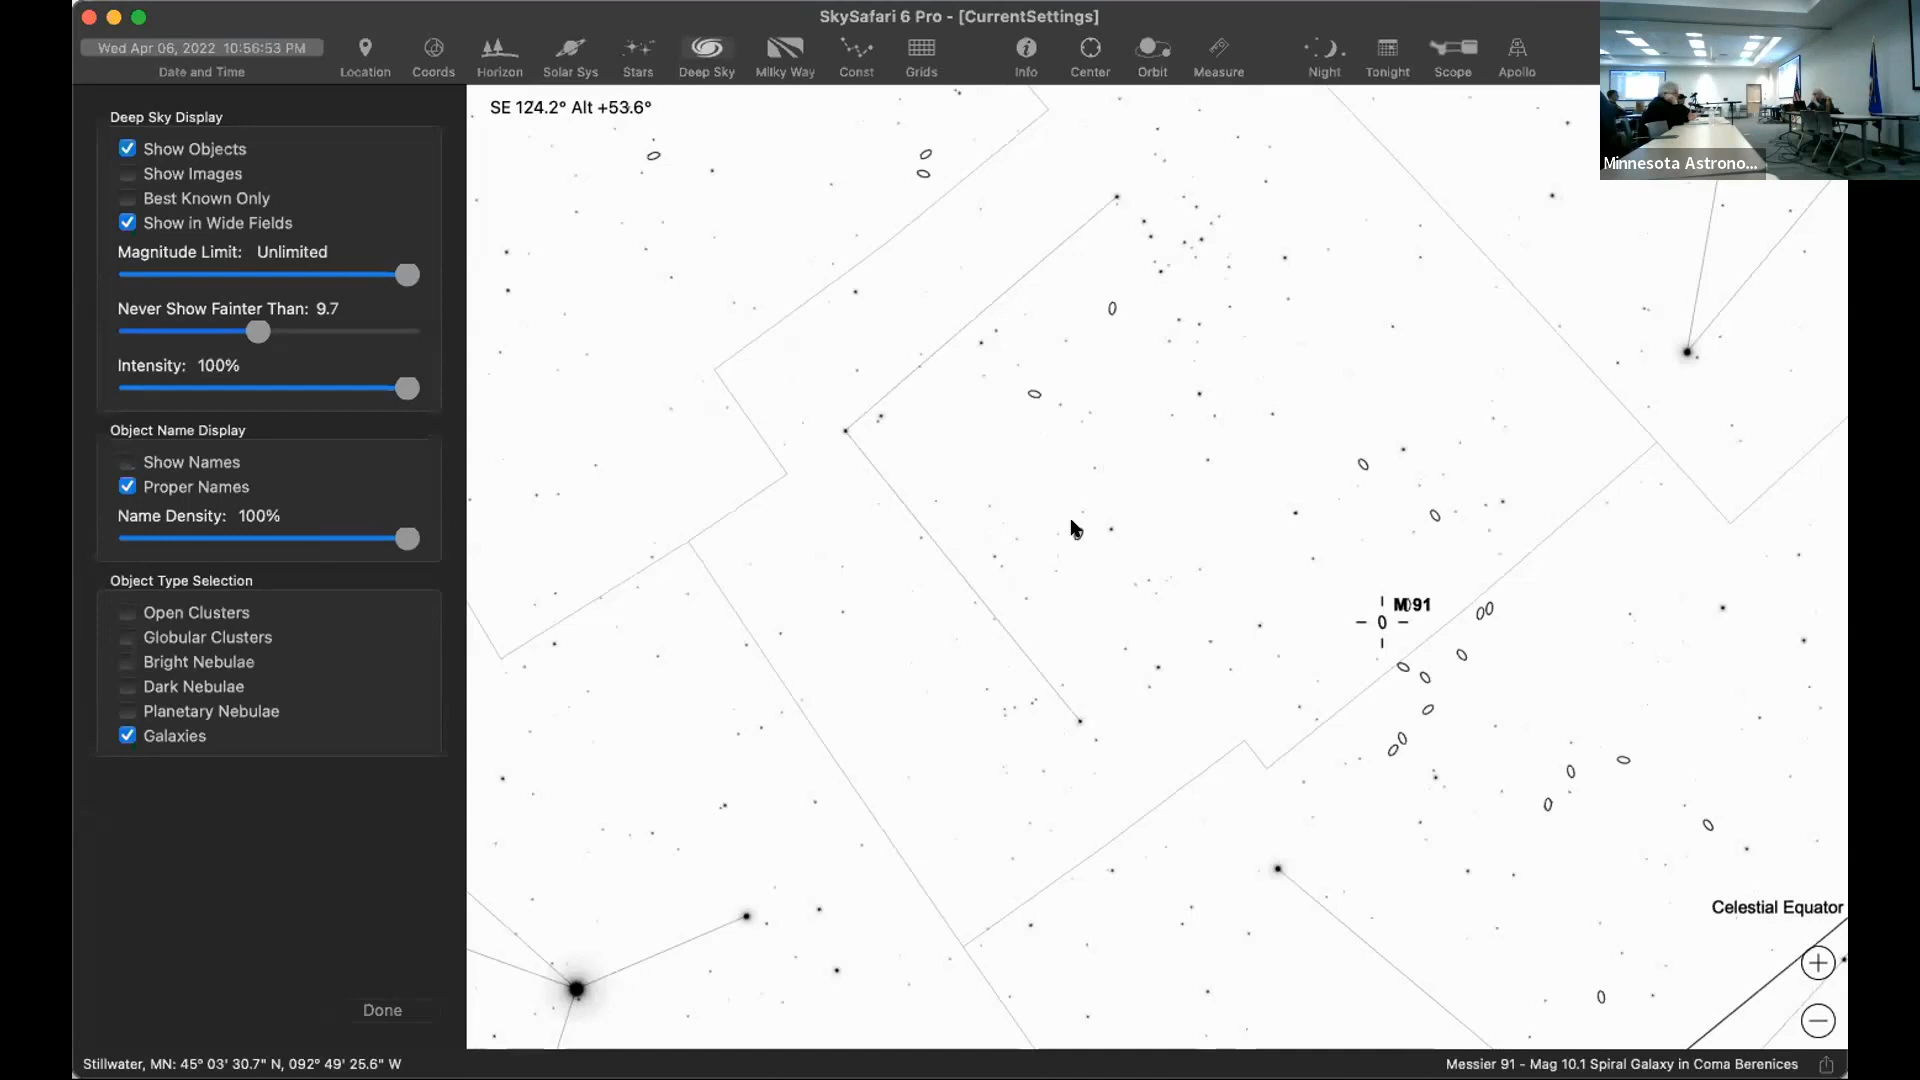 SkySafari 6 Pro - [CurrentSettings]
Wed Apr 06, 2022 10:56:53 PM
Date and Time
Location
Coords
Horizon
Solar Sys
Stars
Deep Sky
Milky Way
Const
Grids
Info
Center
Orbit
Measure
Night
Tonight
Scope
Apollo
Minnesota Astrono...
SE 124.2° Alt +53.6°
Deep Sky Display
Show Objects
Show Images
Best Known Only
Show in Wide Fields
Magnitude Limit: Unlimited
Never Show Fainter Than: 9.7
Intensity: 100%
Object Name Display
Show Names
Proper Names
Name Density: 100%
Object Type Selection
Open Clusters
Globular Clusters
Bright Nebulae
Dark Nebulae
Planetary Nebulae
Galaxies
Done
M 91
Celestial Equator
Stillwater, MN: 45° 03' 30.7" N, 092° 49' 25.6" W
Messier 91 - Mag 10.1 Spiral Galaxy in Coma Berenices